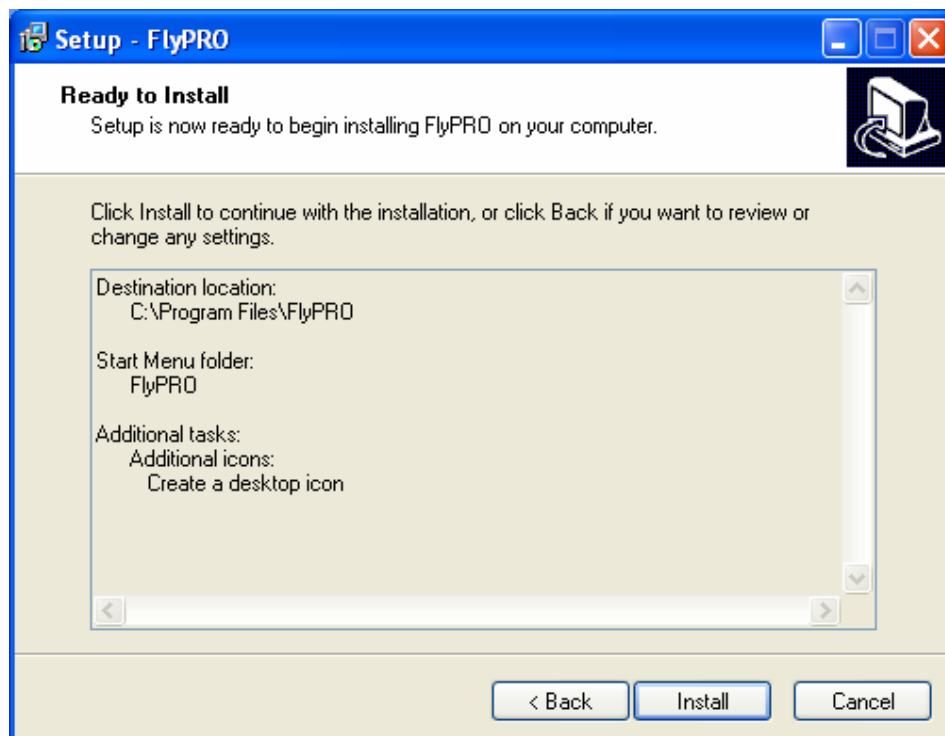 Setup - FlyPRO
Ready to Install
Setup is now ready to begin installing FlyPRO on your computer.
Click Install to continue with the installation, or click Back if you want to review or
change any settings.
Destination location:
C:\Program Files\FlyPRO
Start Menu folder:
FlyPRO
Additional tasks:
Additional icons:
Create a desktop icon
< Back
Install
Cancel